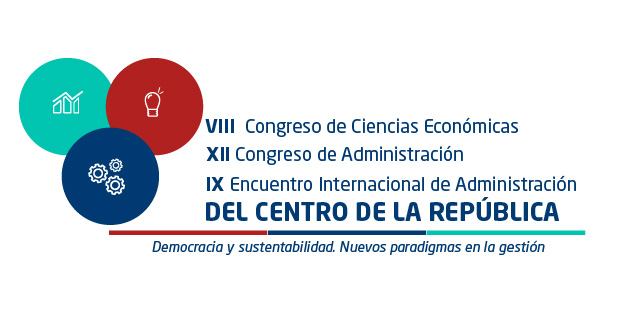 VIII Congreso de Ciencias Económicas
XII Congreso de Administración
IX Encuentro Internacional de Administración
DEL CENTRO DE LA REPÚBLICA
Democracia y sustentabilidad. Nuevos paradigmas en la gestión